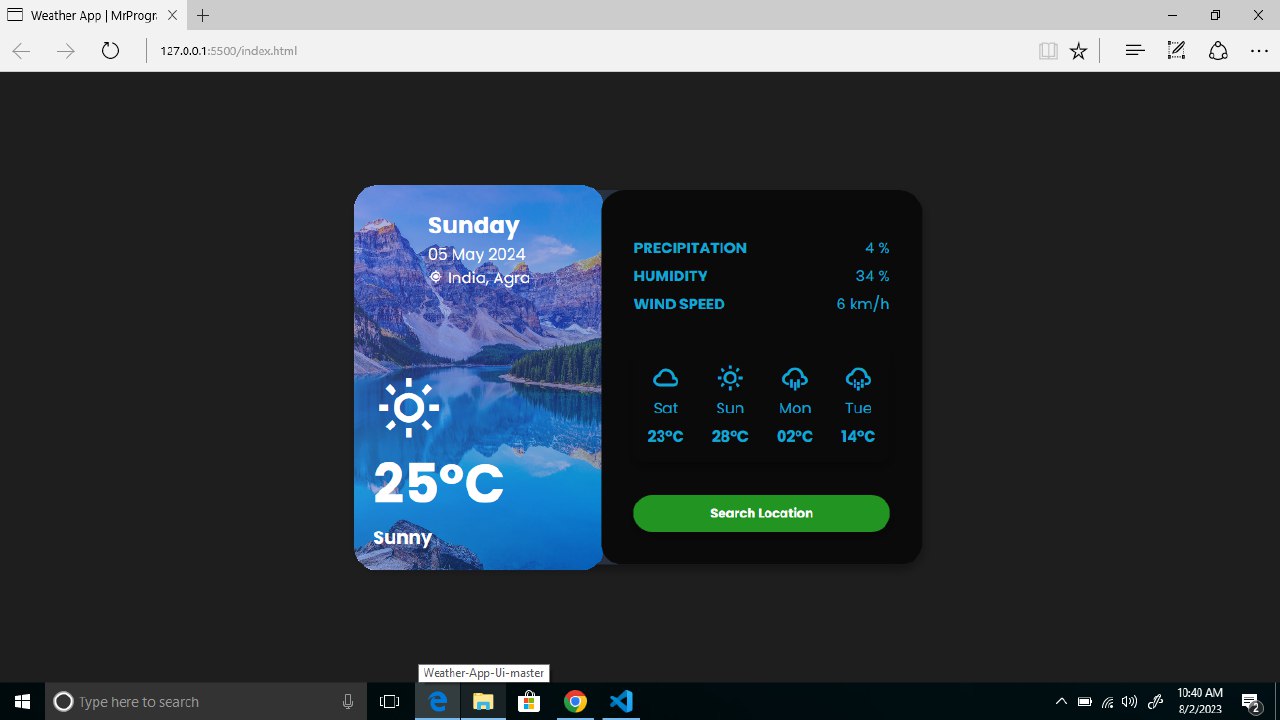 Weather App | MrProgr
127.0.0.1:5500/index.html
Sunday
05 May 2024
India, Agra
25°C
Sunny
PRECIPITATION 4 %
HUMIDITY 34 %
WIND SPEED 6 km/h
Sat Sun Mon Tue
23°C 28°C 02°C 14°C
Search Location
Weather-App-Ui-master
Type here to search
10:40 AM
8/2/2023
2